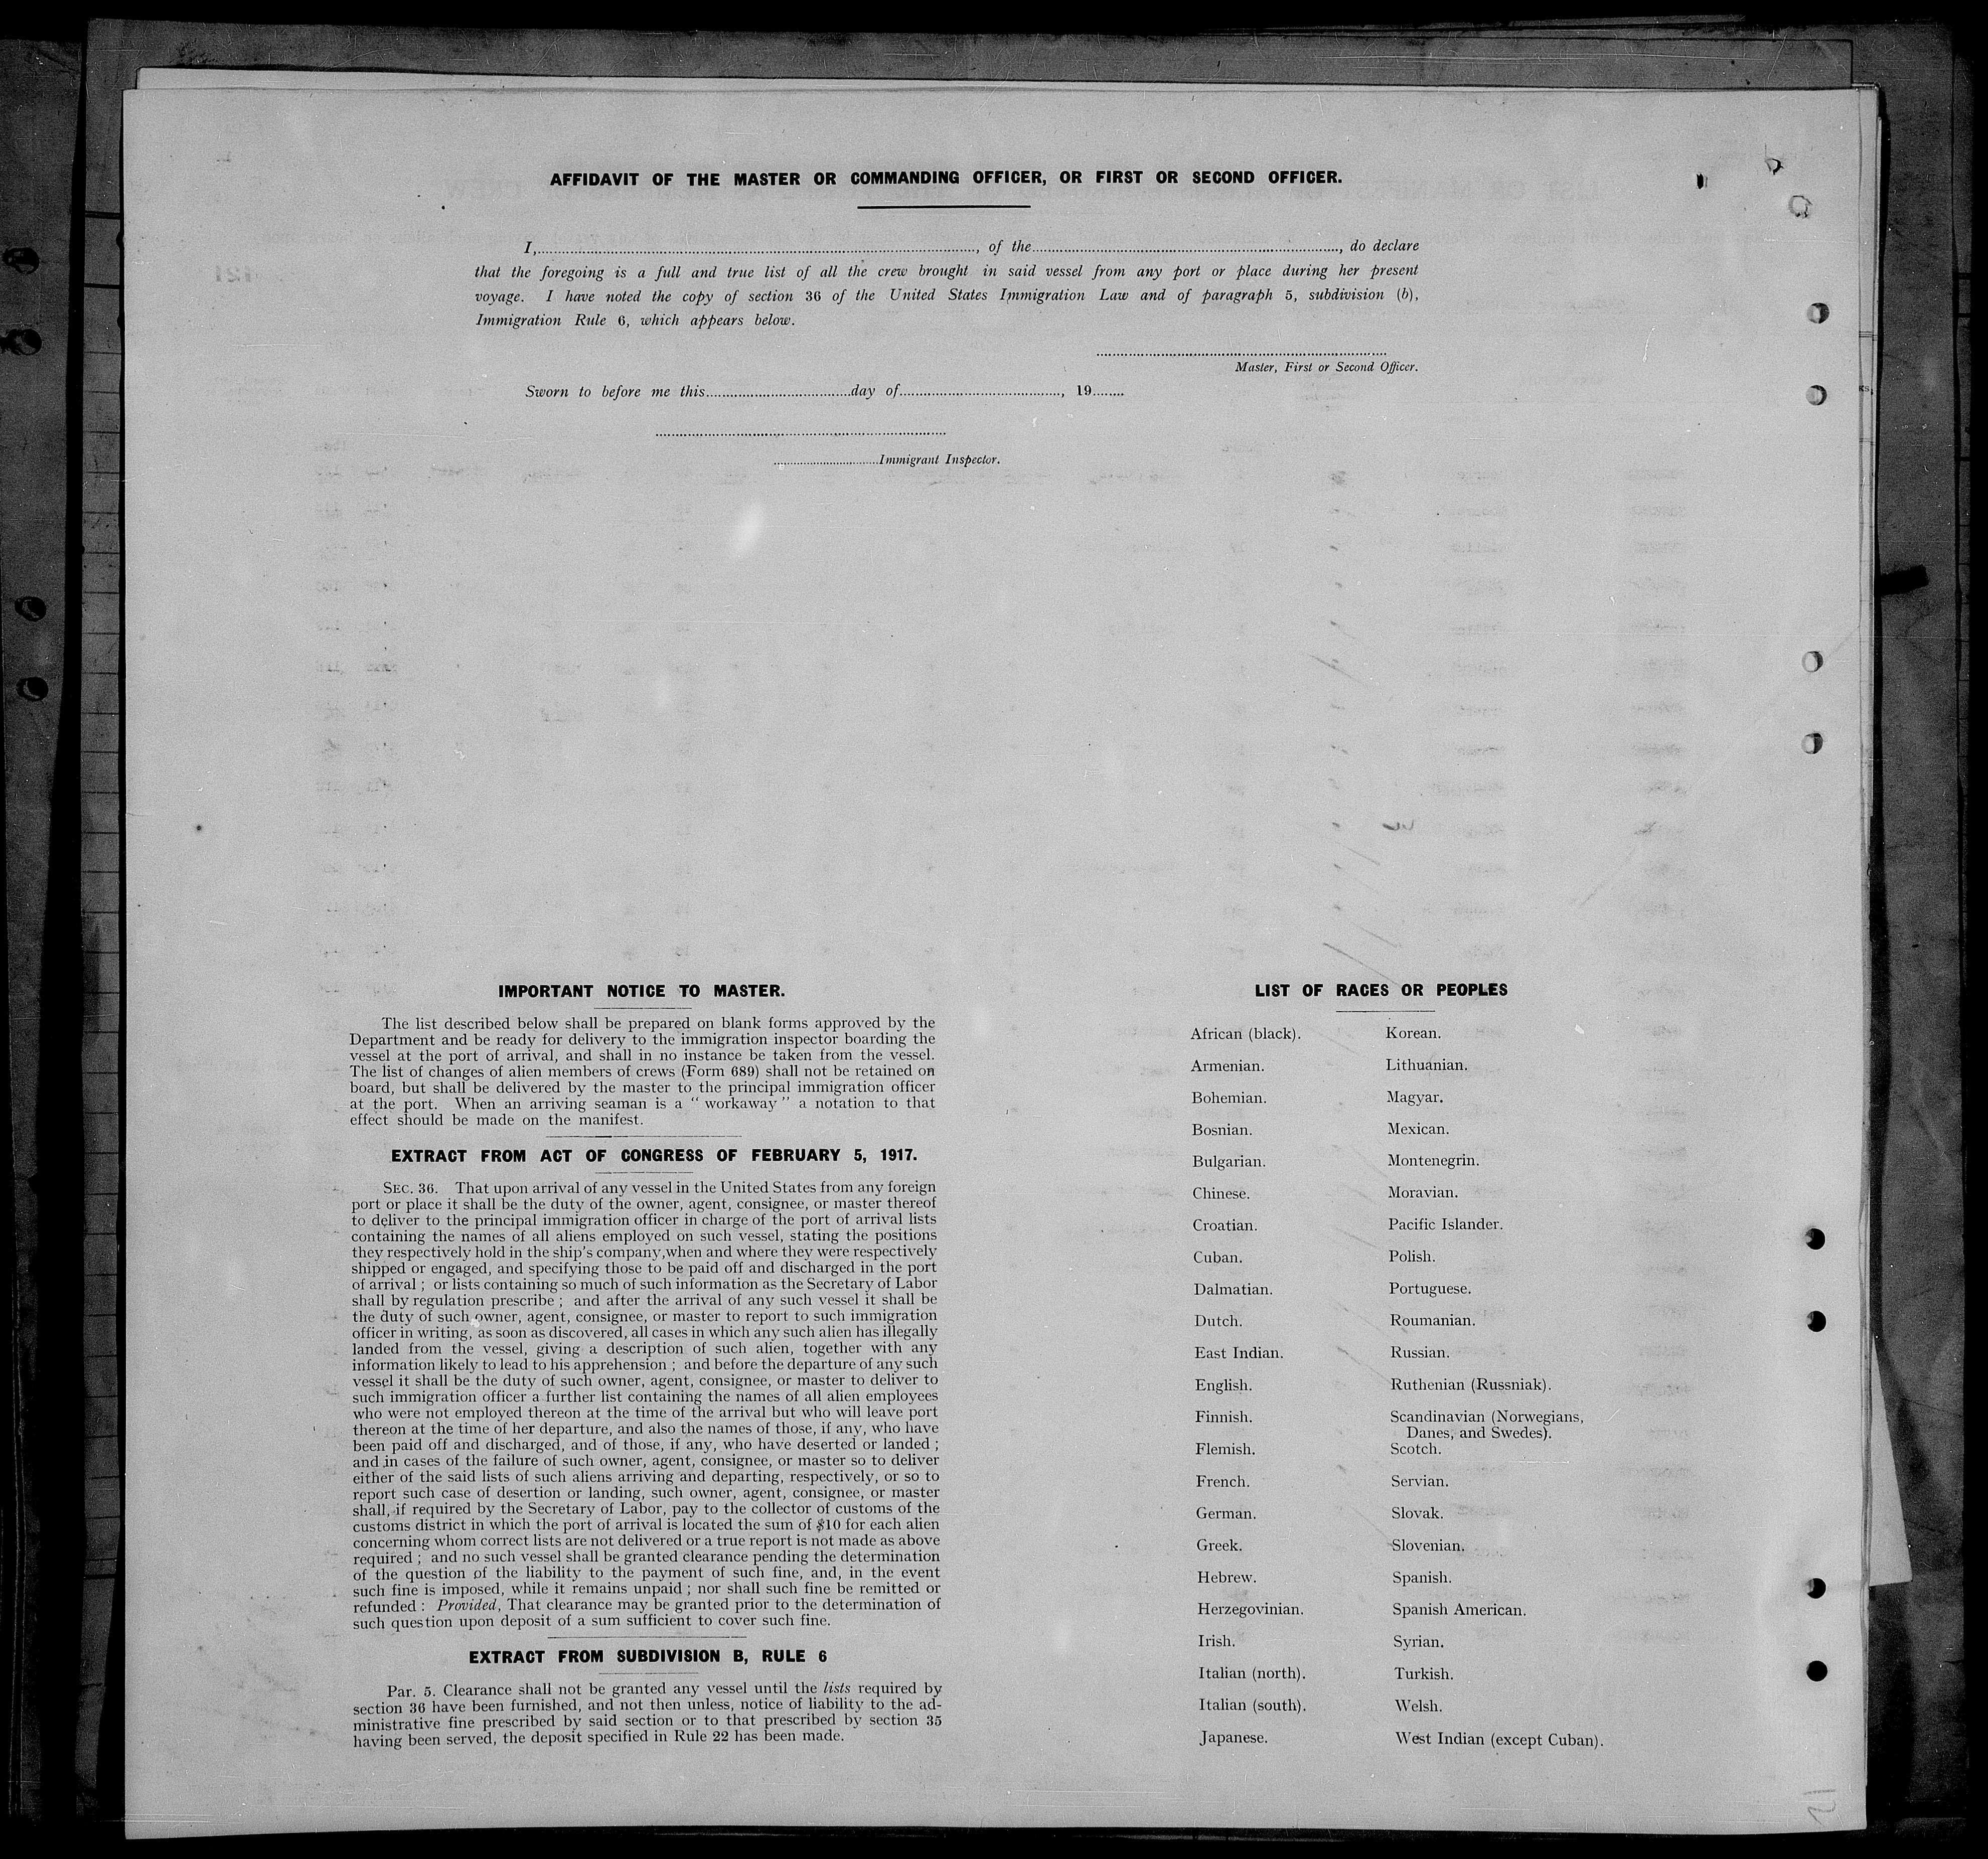 AFFIDAVIT OF THE MASTER OR COMMANDING OFFICER, OR FIRST OR SECOND OFFICER.
I,, of the, do declare
that the foregoing is a full and true list of all the crew brought in said vessel from any port or place during her present
voyage. I have noted the copy of section 36 of the United States Immigration Law and of paragraph 5, subdivision (b),
Immigration Rule 6, which appears below.
Master, First or Second Officer.
Sworn to before me this day of, 19
Immigrant Inspector.
IMPORTANT NOTICE TO MASTER.
The list described below shall be prepared on blank forms approved by the
Department and be ready for delivery to the immigration inspector boarding the
vessel at the port of arrival, and shall in no instance be taken from the vessel.
The list of changes of alien members of crews (Form 689) shall not be retained on
board, but shall be delivered by the master to the principal immigration officer
at the port. When an arriving seaman is a " workaway " a notation to that
effect should be made on the manifest.
EXTRACT FROM ACT OF CONGRESS OF FEBRUARY 5, 1917.
SEC. 36. That upon arrival of any vessel in the United States from any foreign
port or place it shall be the duty of the owner, agent, consignee, or master thereof
to deliver to the principal immigration officer in charge of the port of arrival lists
containing the names of all aliens employed on such vessel, stating the positions
they respectively hold in the ship's company,when and where they were respectively
shipped or engaged, and specifying those to be paid off and discharged in the port
of arrival ; or lists containing so much of such information as the Secretary of Labor
shall by regulation prescribe ; and after the arrival of any such vessel it shall be
the duty of such owner, agent, consignee, or master to report to such immigration
officer in writing, as soon as discovered, all cases in which any such alien has illegally
landed from the vessel, giving a description of such alien, together with any
information likely to lead to his apprehension ; and before the departure of any such
vessel it shall be the duty of such owner, agent, consignee, or master to deliver to
such immigration officer a further list containing the names of all alien employees
who were not employed thereon at the time of the arrival but who will leave port
thereon at the time of her departure, and also the names of those, if any, who have
been paid off and discharged, and of those, if any, who have deserted or landed ;
and in cases of the failure of such owner, agent, consignee, or master so to deliver
either of the said lists of such aliens arriving and departing, respectively, or so to
report such case of desertion or landing, such owner, agent, consignee, or master
shall, if required by the Secretary of Labor, pay to the collector of customs of the
customs district in which the port of arrival is located the sum of $10 for each alien
concerning whom correct lists are not delivered or a true report is not made as above
required ; and no such vessel shall be granted clearance pending the determination
of the question of the liability to the payment of such fine, and, in the event
such fine is imposed, while it remains unpaid ; nor shall such fine be remitted or
refunded : Provided, That clearance may be granted prior to the determination of
such question upon deposit of a sum sufficient to cover such fine.
EXTRACT FROM SUBDIVISION B, RULE 6
Par. 5. Clearance shall not be granted any vessel until the lists required by
section 36 have been furnished, and not then unless, notice of liability to the ad-
ministrative fine prescribed by said section or to that prescribed by section 35
having been served, the deposit specified in Rule 22 has been made.
LIST OF RACES OR PEOPLES
African (black).
Armenian.
Bohemian.
Bosnian.
Bulgarian.
Chinese.
Croatian.
Cuban.
Dalmatian.
Dutch.
East Indian.
English.
Finnish.
Flemish.
French.
German.
Greek.
Hebrew.
Herzegovinian.
Irish.
Italian (north).
Italian (south).
Japanese.
Korean.
Lithuanian.
Magyar.
Mexican.
Montenegrin.
Moravian.
Pacific Islander.
Polish.
Portuguese.
Roumanian.
Russian.
Ruthenian (Russniak).
Scandinavian (Norwegians,
Danes, and Swedes).
Scotch.
Servian.
Slovak.
Slovenian.
Spanish.
Spanish American.
Syrian.
Turkish.
Welsh.
West Indian (except Cuban).